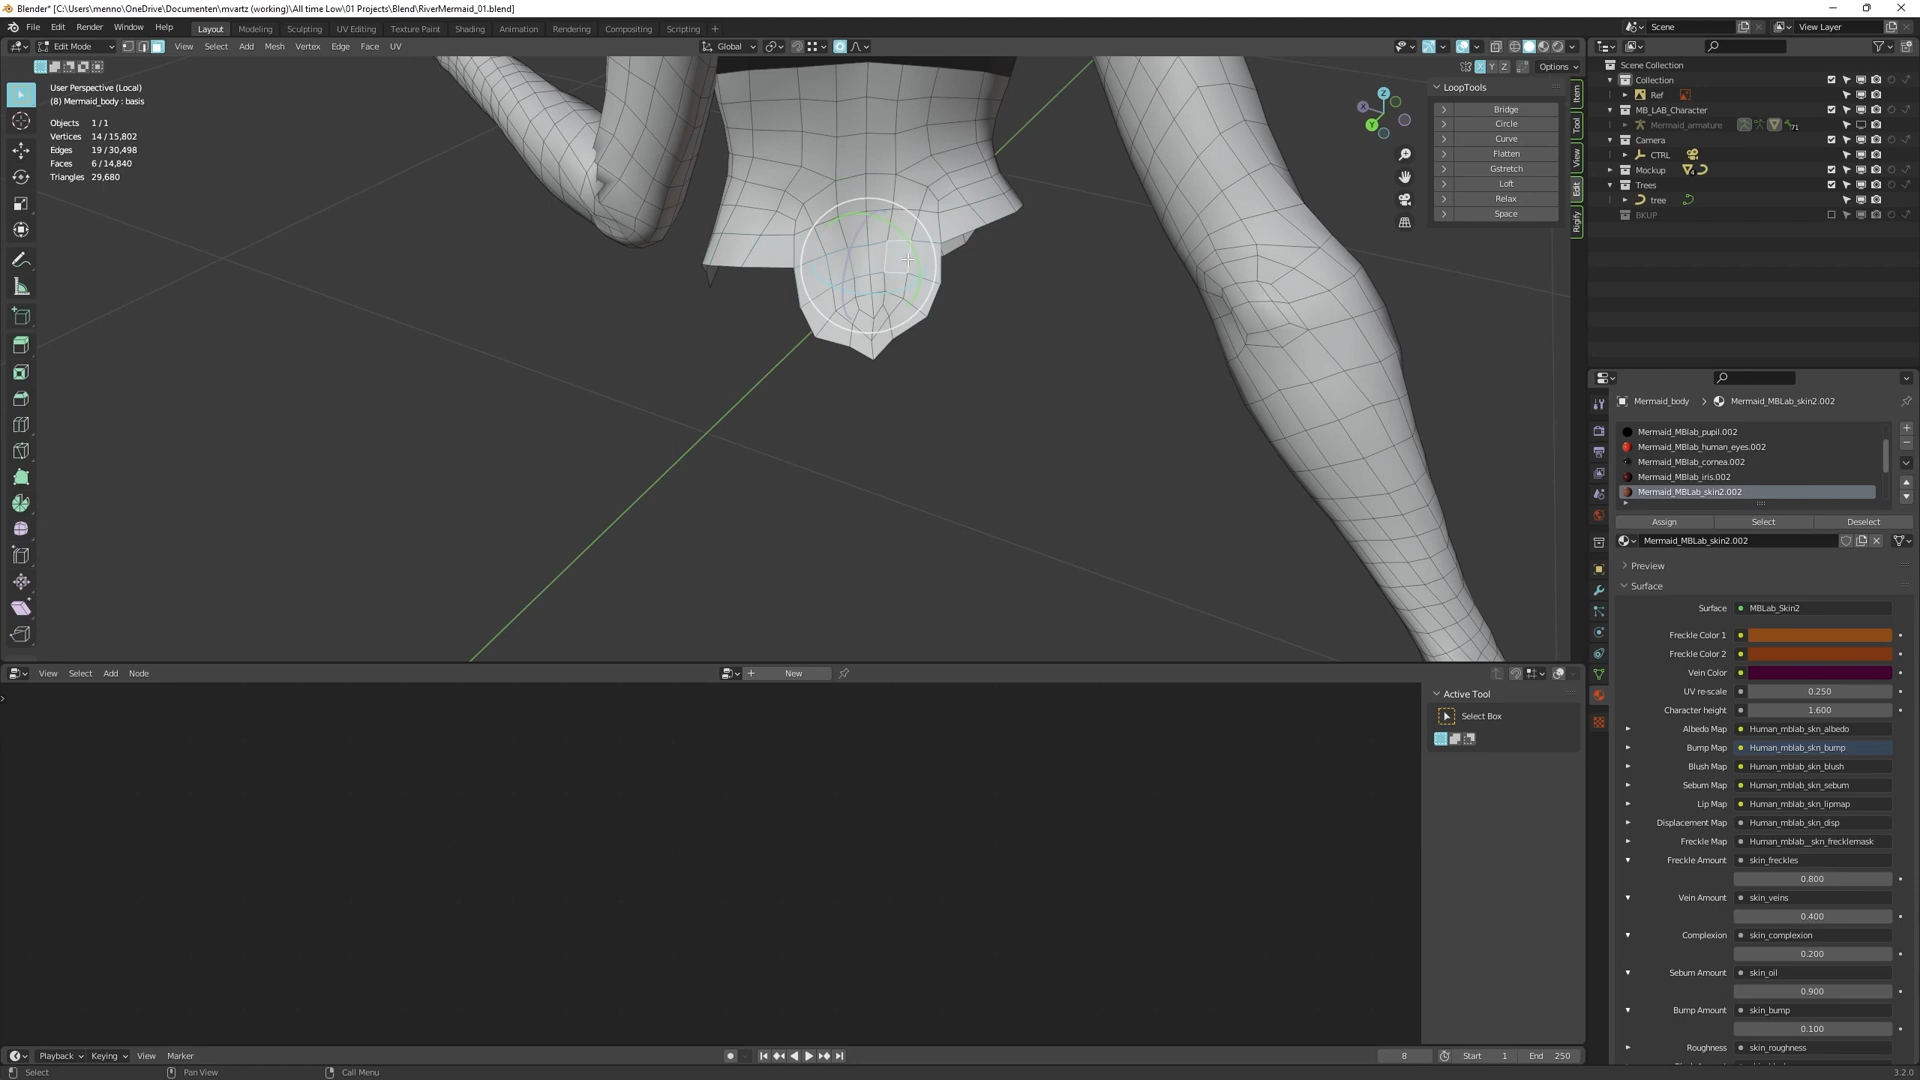 Blender* [C:\Users\menno\OneDrive\Documenten\mvartz (working)\All time Low\01 Projects\Blend\RiverMermaid_01.blend]
File Edit Render Window Help Layout Modeling Sculpting UV Editing Texture Paint Shading Animation Rendering Compositing Scripting +
Scene View Layer
Edit Mode View Select Add Mesh Vertex Edge Face UV Global
X Y Z Options
User Perspective (Local)
(8) Mermaid_body : basis
Objects 1/1
Vertices 14/15,802
Edges 19/30,498
Faces 6/14,840
Triangles 29,680
Z
X
Y
LoopTools
Bridge
Circle
Curve
Flatten
Gstretch
Loft
Relax
Space
Item
Tool
View
Edit
Rigify
Scene Collection
Collection
Ref
MB_LAB_Character
Mermaid_armature 71
Camera
CTRL
Mockup
Trees
tree
BKUP
Mermaid_body > Mermaid_MBLab_skin2.002
Mermaid_MBlab_pupil.002
Mermaid_MBlab_human_eyes.002
Mermaid_MBlab_cornea.002
Mermaid_MBlab_iris.002
Mermaid_MBLab_skin2.002
Assign Select Deselect
Mermaid_MBLab_skin2.002
Preview
Surface
Surface MBLab_Skin2
Freckle Color 1
Freckle Color 2
Vein Color
UV re-scale 0.250
Character height 1.600
Albedo Map Human_mblab_skn_albedo
Bump Map Human_mblab_skn_bump
Blush Map Human_mblab_skn_blush
Sebum Map Human_mblab_skn_sebum
Lip Map Human_mblab_skn_lipmap
Displacement Map Human_mblab_skn_disp
Freckle Map Human_mblab__skn_frecklemask
Freckle Amount skin_freckles
0.800
Vein Amount skin_veins
0.400
Complexion skin_complexion
0.200
Sebum Amount skin_oil
0.900
Bump Amount skin_bump
0.100
Roughness skin_roughness
View Select Add Node + New
Active Tool
Select Box
Playback Keying View Marker 8 Start 1 End 250
Select Pan View Call Menu 3.2.0